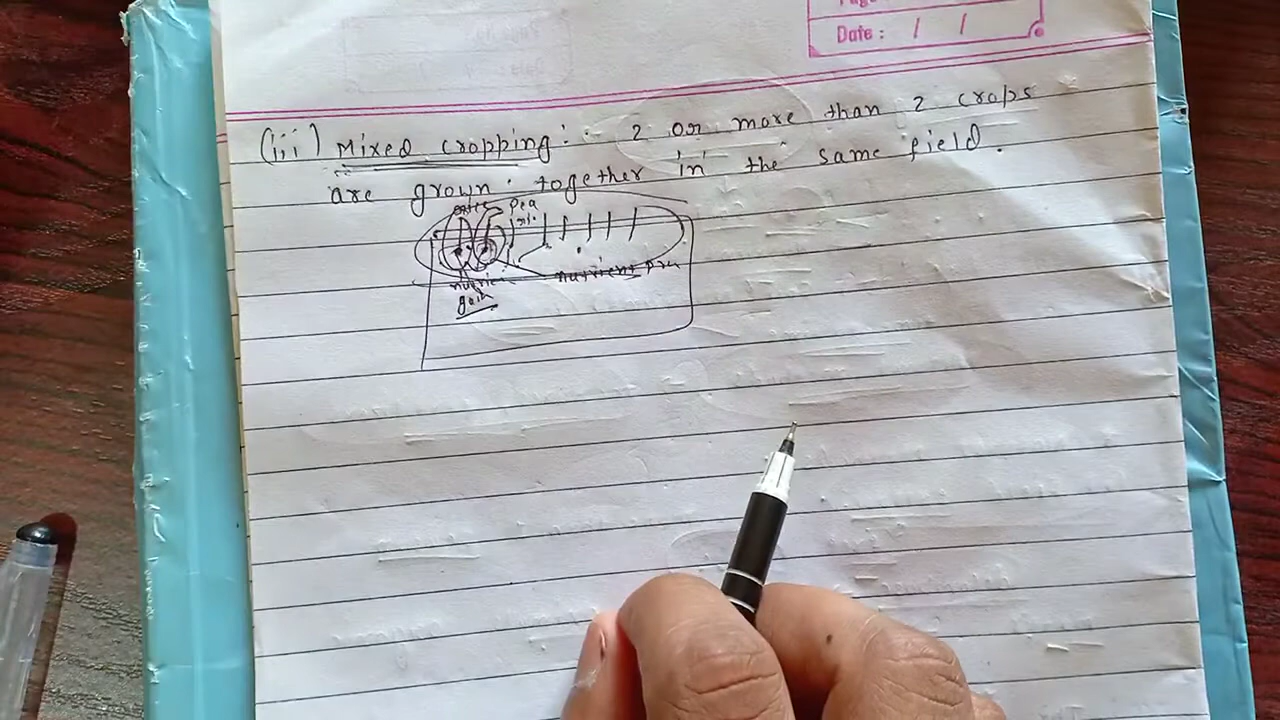 Date : / /
(iii) Mixed cropping :- 2 or more than 2 crops
are grown together in the same field.
pea
nutrient
gain